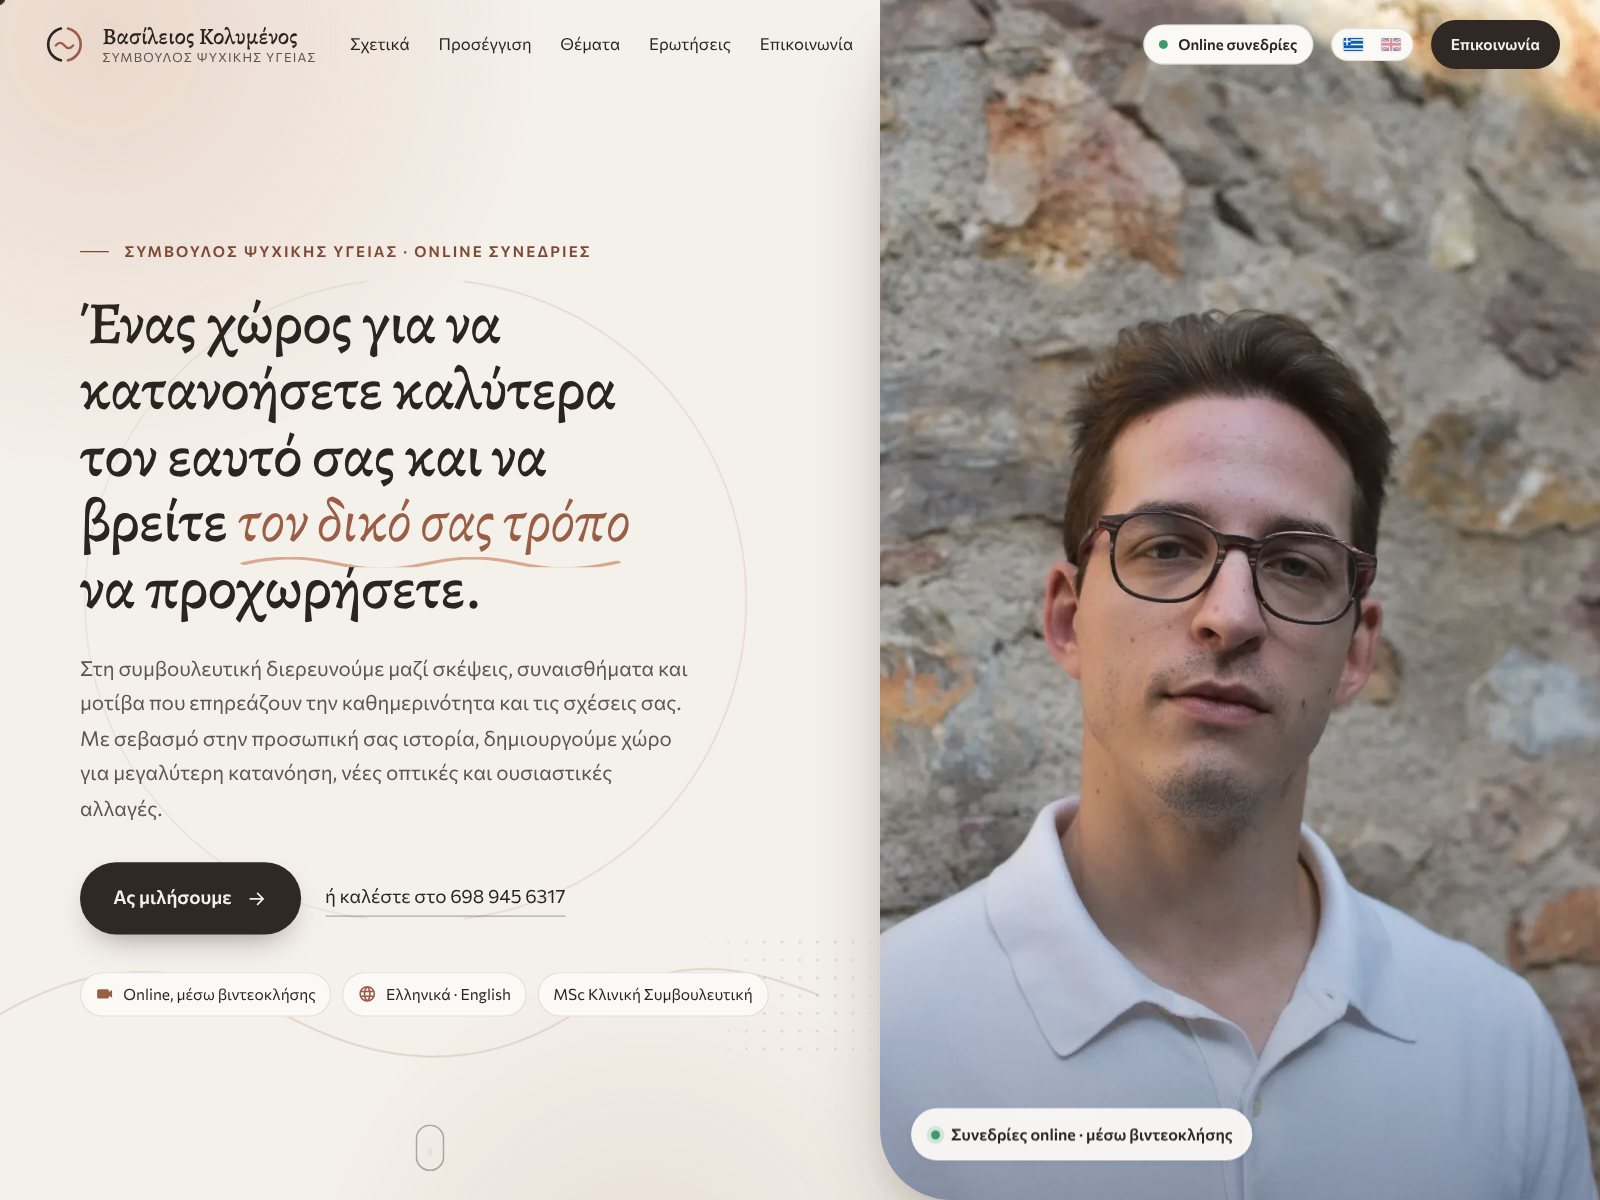 Βασίλειος Κολυμένος
ΣΥΜΒΟΥΛΟΣ ΨΥΧΙΚΗΣ ΥΓΕΙΑΣ
Σχετικά Προσέγγιση Θέματα Ερωτήσεις Επικοινωνία
Online συνεδρίες
Επικοινωνία
ΣΥΜΒΟΥΛΟΣ ΨΥΧΙΚΗΣ ΥΓΕΙΑΣ · ONLINE ΣΥΝΕΔΡΙΕΣ
Ένας χώρος για να
κατανοήσετε καλύτερα
τον εαυτό σας και να
βρείτε τον δικό σας τρόπο
να προχωρήσετε.
Στη συμβουλευτική διερευνούμε μαζί σκέψεις, συναισθήματα και
μοτίβα που επηρεάζουν την καθημερινότητα και τις σχέσεις σας.
Με σεβασμό στην προσωπική σας ιστορία, δημιουργούμε χώρο
για μεγαλύτερη κατανόηση, νέες οπτικές και ουσιαστικές
αλλαγές.
Ας μιλήσουμε →
ή καλέστε στο 698 945 6317
Online, μέσω βιντεοκλήσης
Ελληνικά · English
MSc Κλινική Συμβουλευτική
Συνεδρίες online · μέσω βιντεοκλήσης